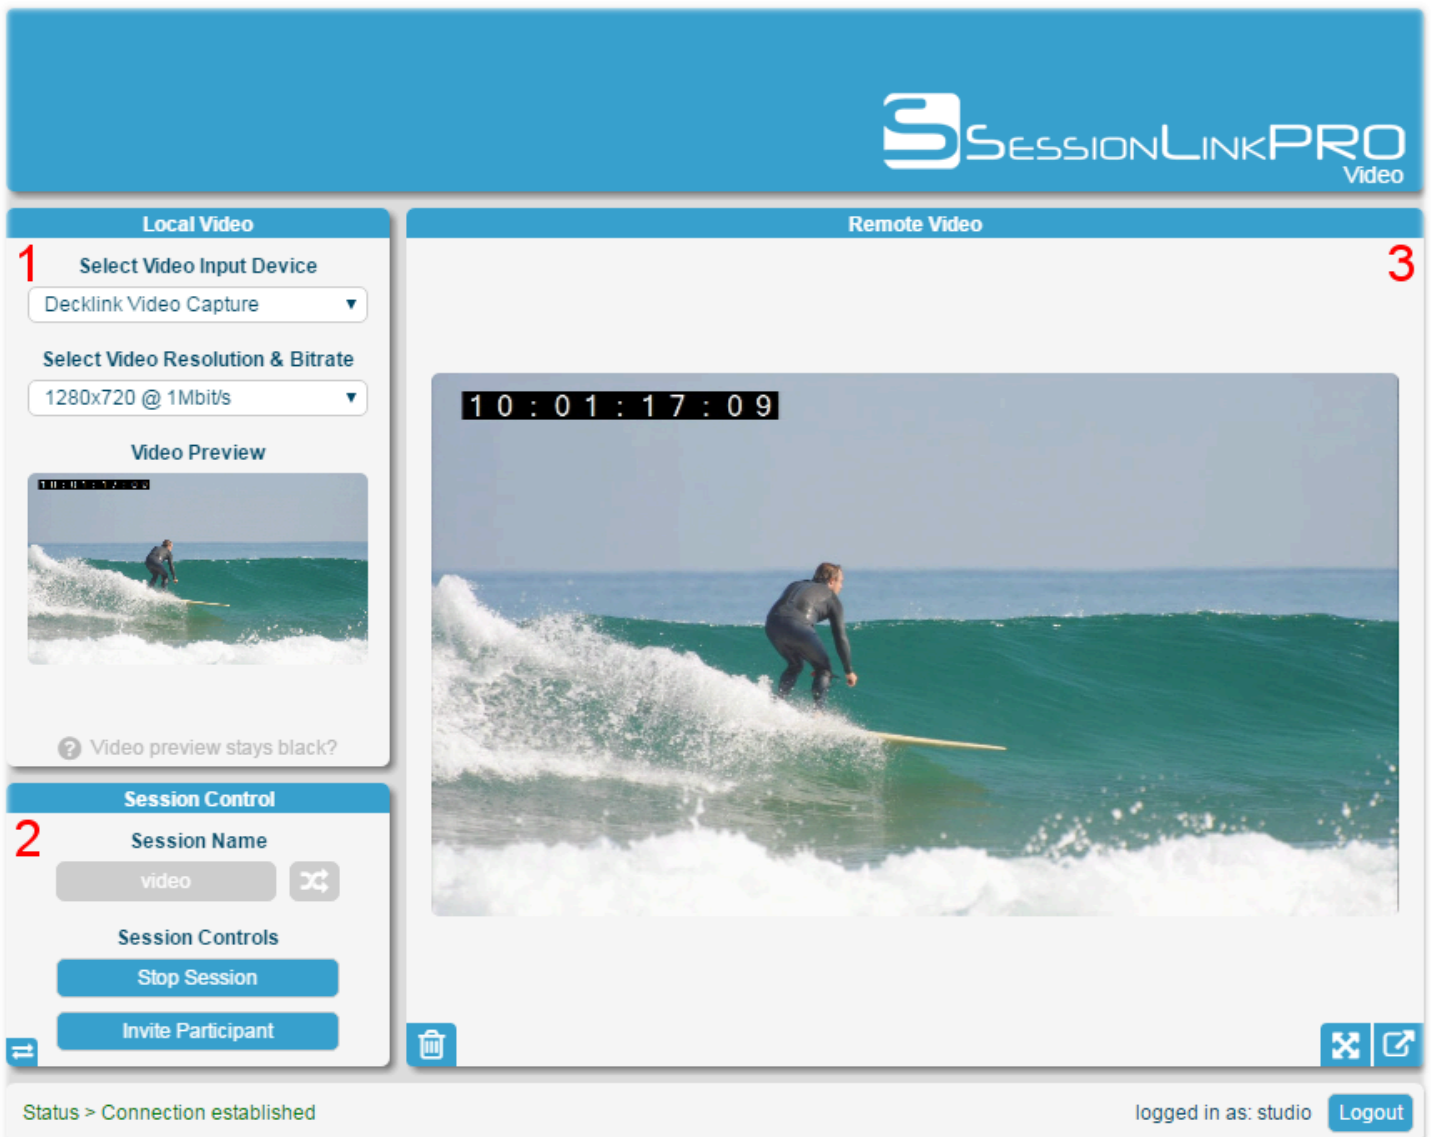 SessionLinkPRO
Video
Local Video
1
Select Video Input Device
Decklink Video Capture
Select Video Resolution & Bitrate
1280x720 @ 1Mbit/s
Video Preview
Video preview stays black?
Session Control
2
Session Name
video
Session Controls
Stop Session
Invite Participant
Remote Video
3
10:01:17:09
Status > Connection established
logged in as: studio
Logout